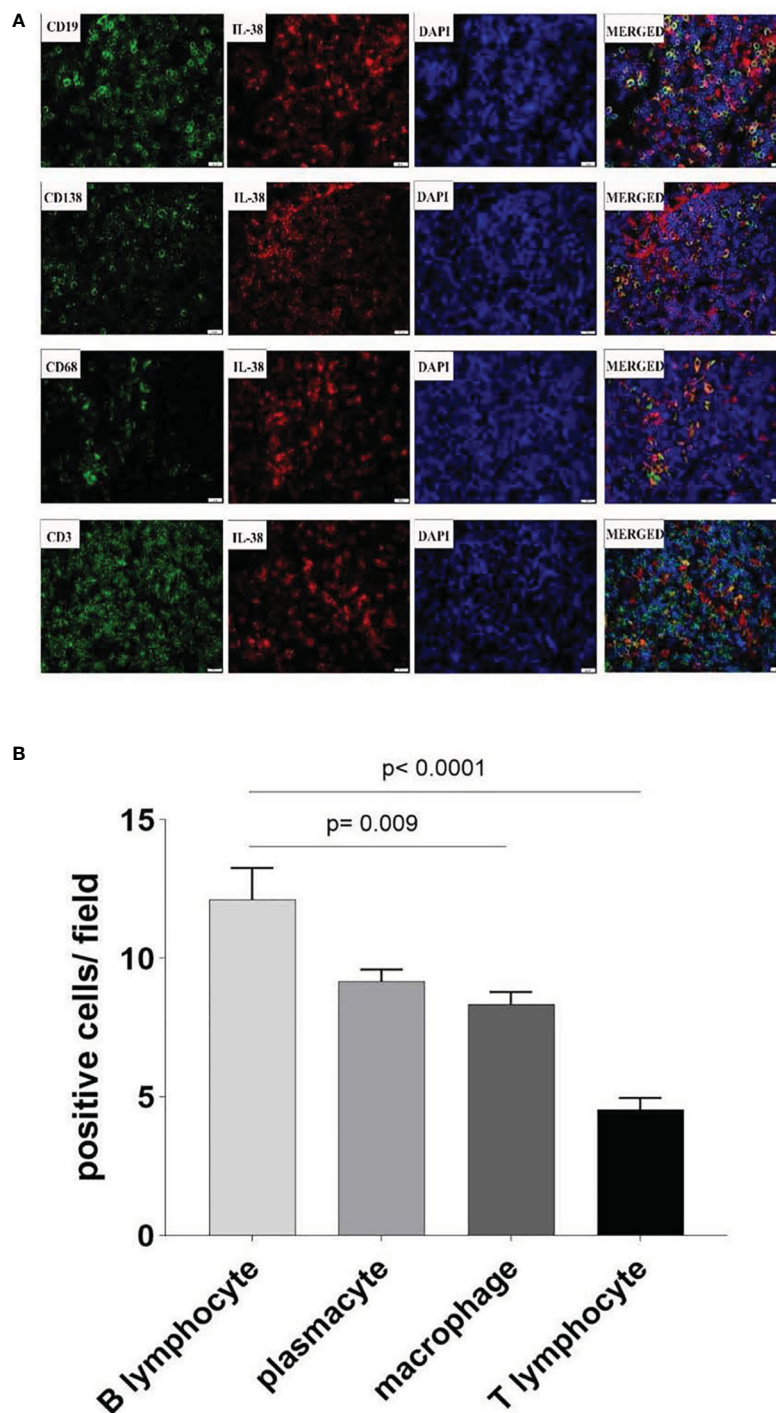 A
CD19 IL-38 DAPI MERGED
CD138 IL-38 DAPI MERGED
CD68 IL-38 DAPI MERGED
CD3 IL-38 DAPI MERGED
B
p< 0.0001
p= 0.009
15
10
5
0
positive cells/ field
B lymphocyte
plasmacyte
macrophage
T lymphocyte